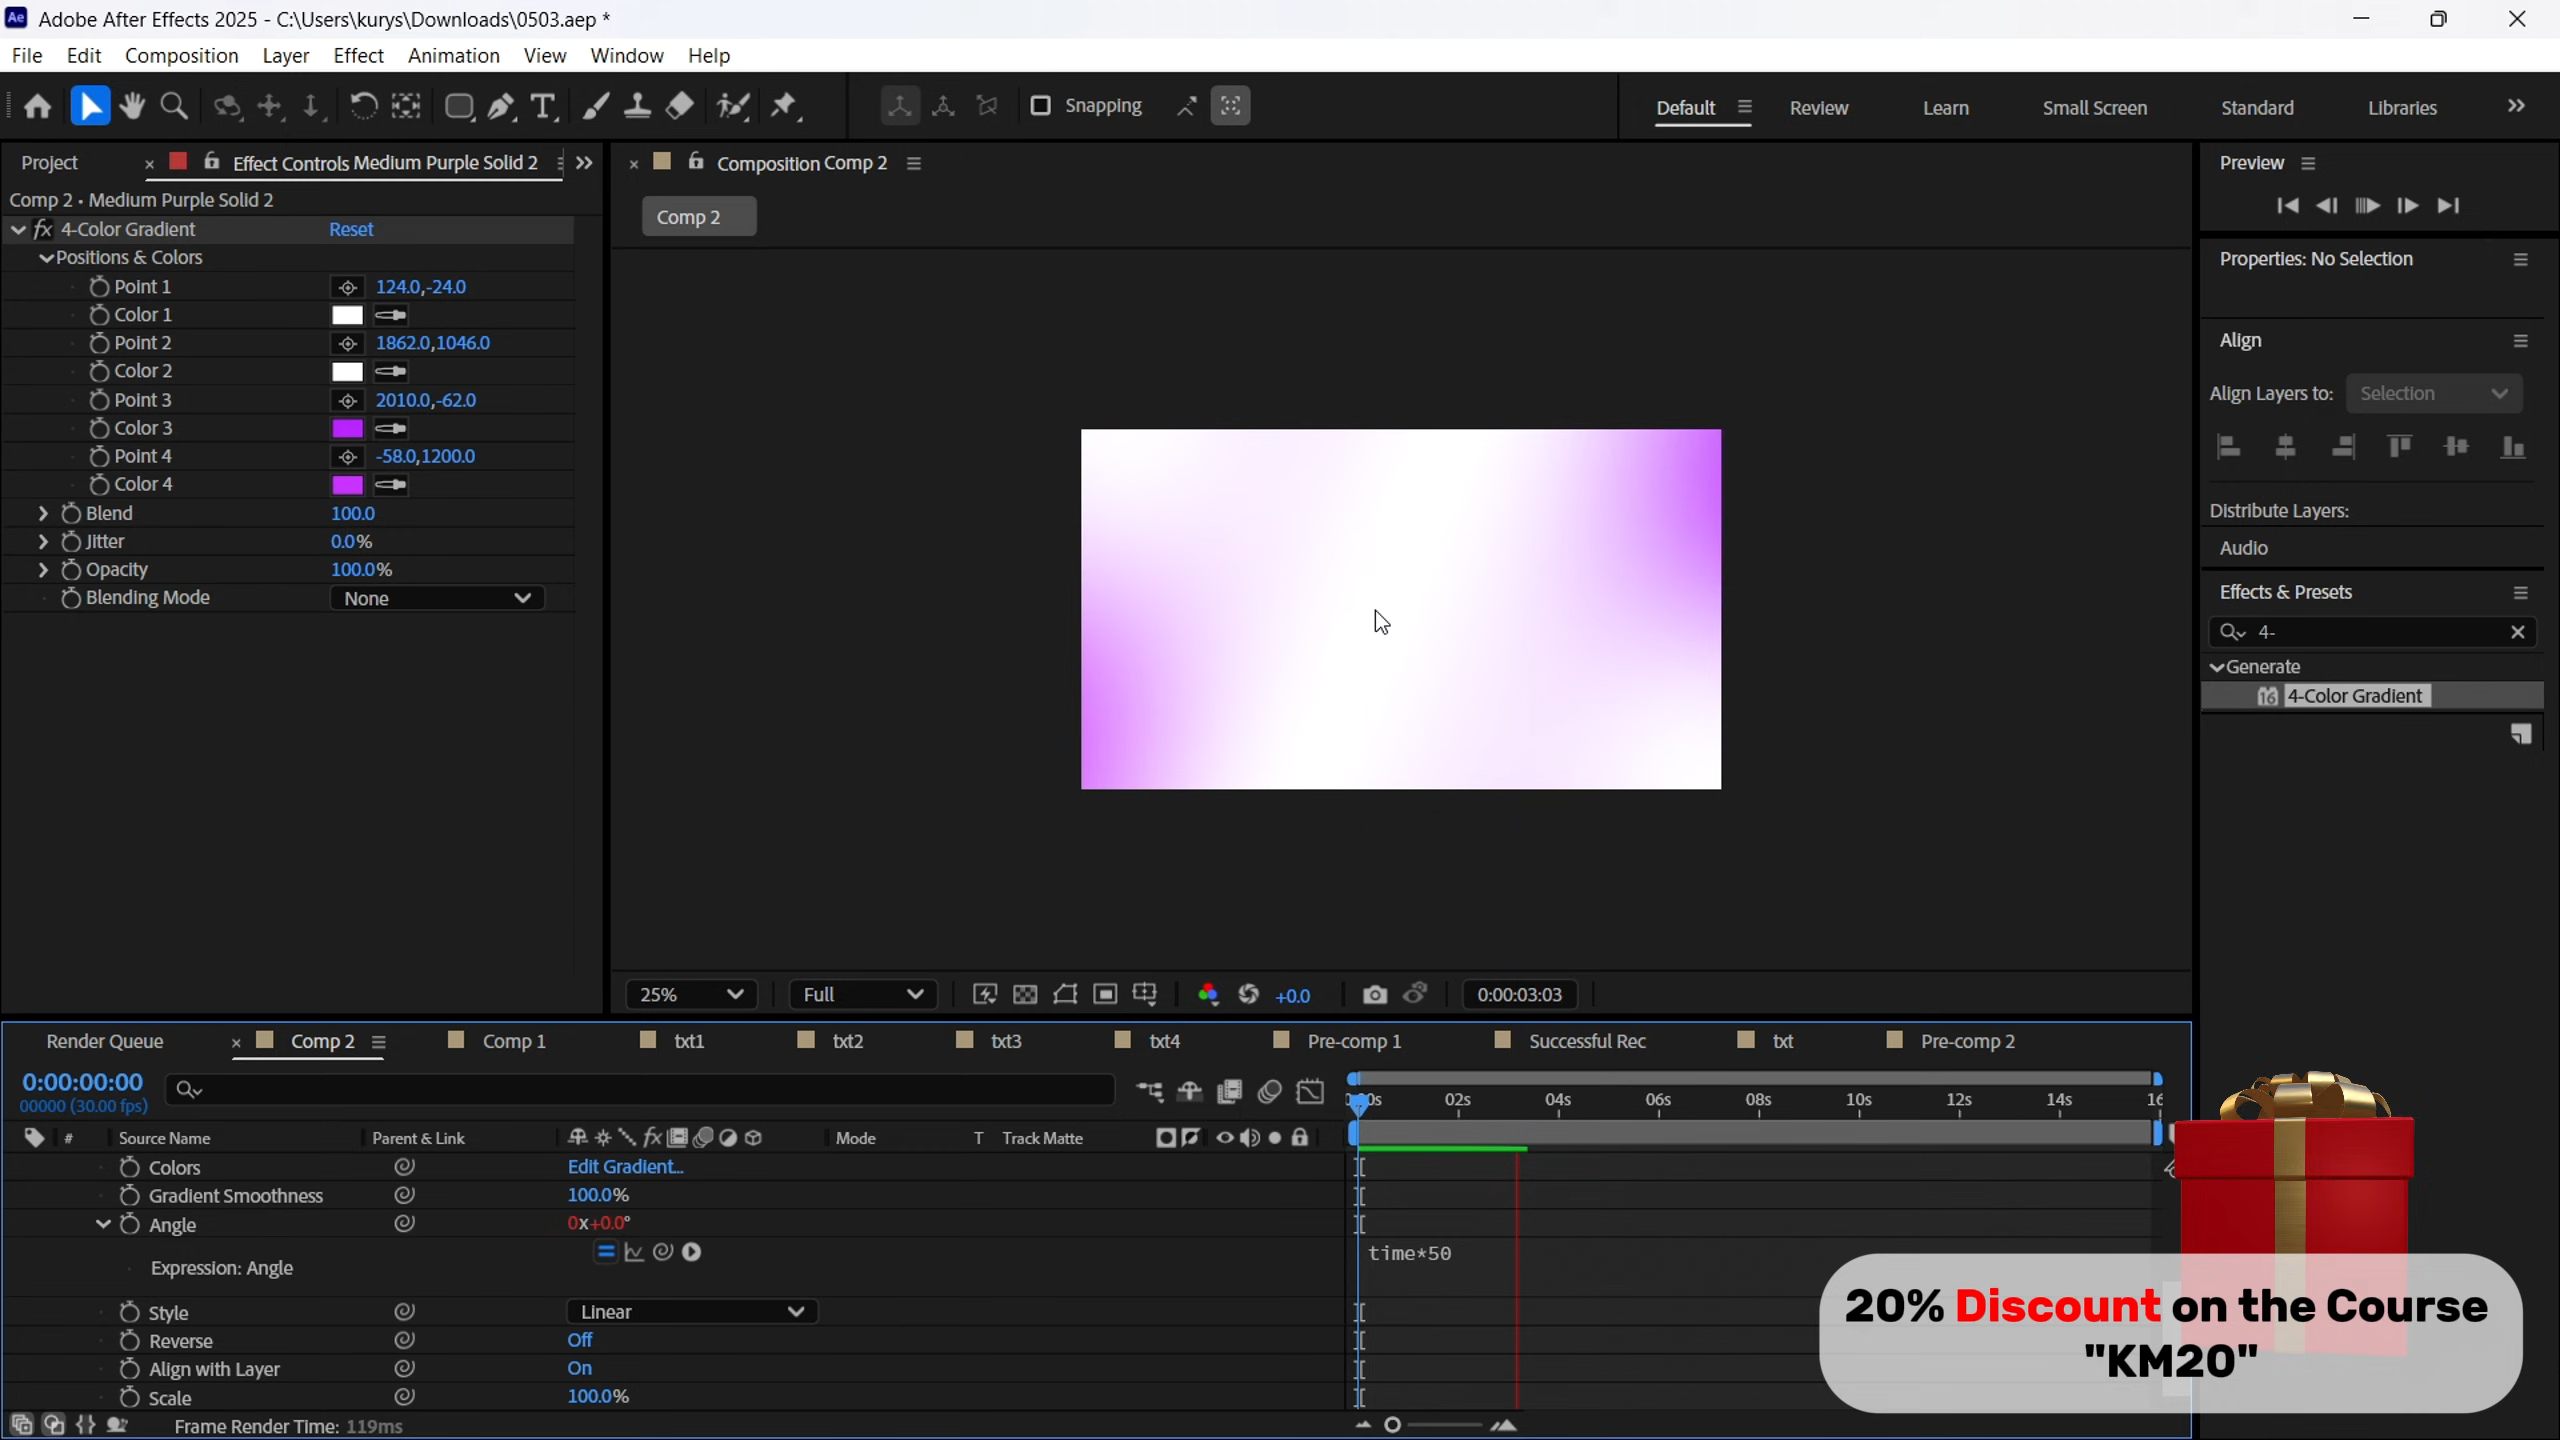 Adobe After Effects 2025 - C:\Users\kurys\Downloads\0503.aep *
File Edit Composition Layer Effect Animation View Window Help
Snapping
Default Review Learn Small Screen Standard Libraries
Project Effect Controls Medium Purple Solid 2
Comp 2 • Medium Purple Solid 2
fx 4-Color Gradient Reset
Positions & Colors
Point 1 124.0,-24.0
Color 1
Point 2 1862.0,1046.0
Color 2
Point 3 2010.0,-62.0
Color 3
Point 4 -58.0,1200.0
Color 4
Blend 100.0
Jitter 0.0%
Opacity 100.0%
Blending Mode None
Composition Comp 2
Comp 2
25% Full +0.0 0:00:03:03
Preview
Properties: No Selection
Align
Align Layers to: Selection
Distribute Layers:
Audio
Effects & Presets
4-
Generate
16 4-Color Gradient
Render Queue Comp 2 Comp 1 txt1 txt2 txt3 txt4 Pre-comp 1 Successful Rec txt Pre-comp 2
0:00:00:00
00000 (30.00 fps)
02s 04s 06s 08s 10s 12s 14s 16
# Source Name Parent & Link fx Mode T Track Matte
Colors Edit Gradient...
Gradient Smoothness 100.0%
Angle 0x+0.0°
Expression: Angle time*50
Style Linear
Reverse Off
Align with Layer On
Scale 100.0%
Frame Render Time: 119ms
20% Discount on the Course
"KM20"